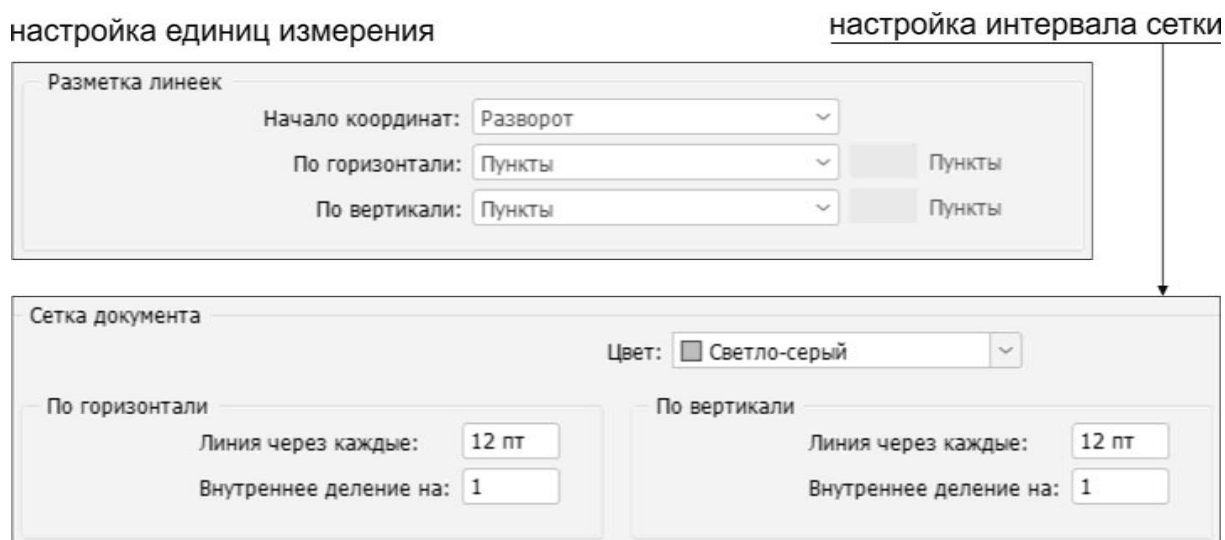 настройка единиц измерения
настройка интервала сетки
Разметка линеек
Начало координат: Разворот
По горизонтали: Пункты Пункты
По вертикали: Пункты Пункты
Сетка документа
Цвет: Светло-серый
По горизонтали По вертикали
Линия через каждые: 12 пт Линия через каждые: 12 пт
Внутреннее деление на: 1 Внутреннее деление на: 1